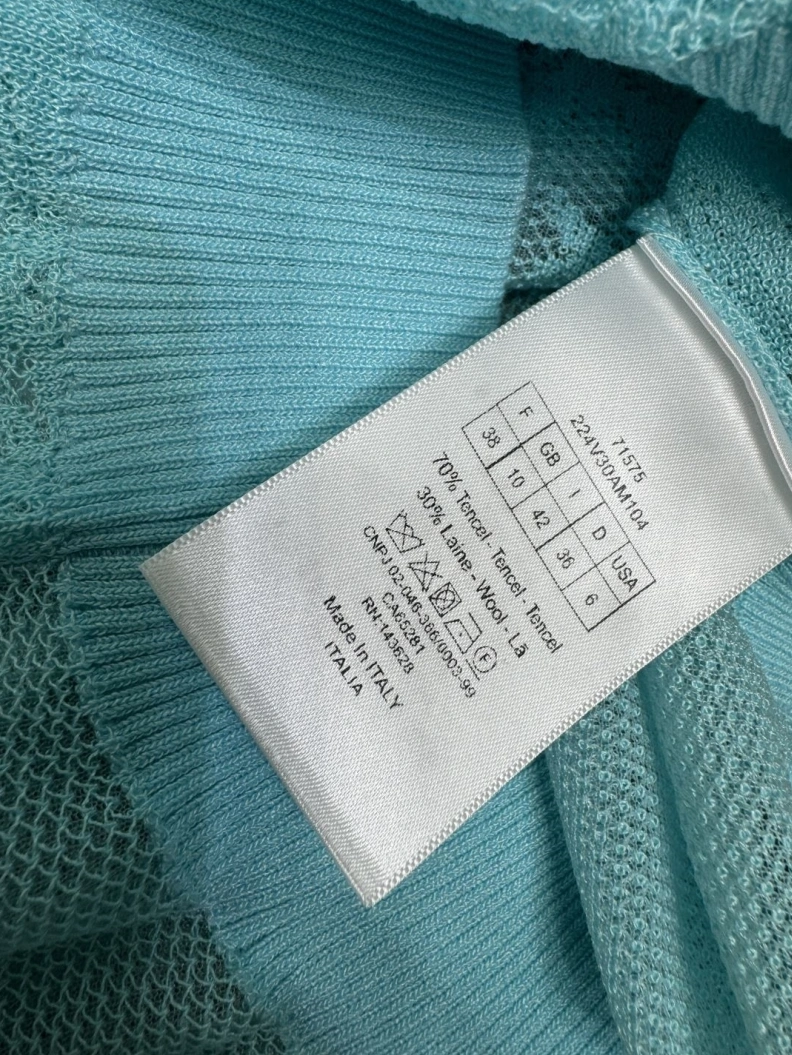 71575
224V30AM104
F GB I D USA
38 10 42 36 6
70% Tencel - Tencel - Tencel
30% Laine - Wool - Lã
F
CNPJ 02-046-366/0003-99
CA65281
RN-143628
Made In ITALY
ITALIA